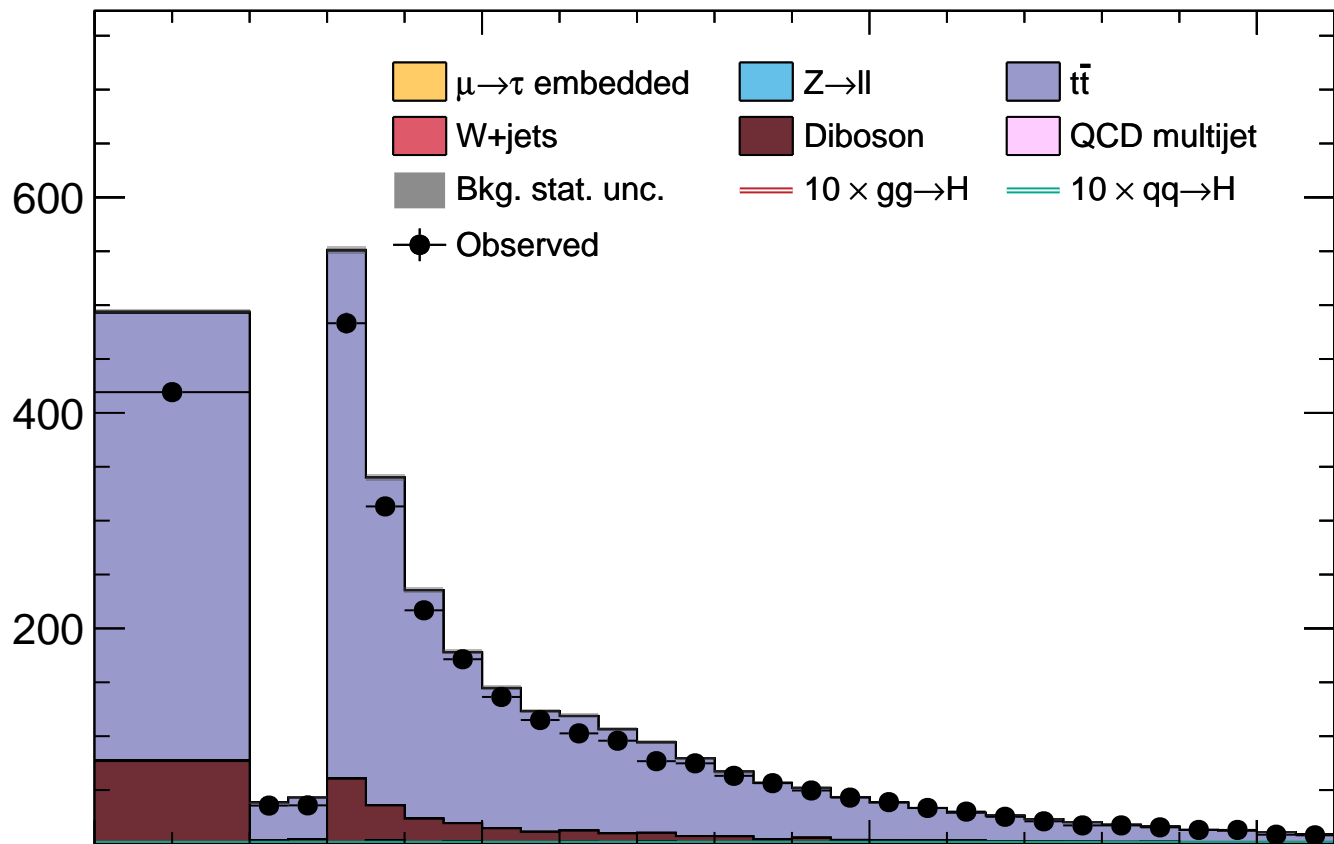 μ→τ embedded Z→ll tt̄
W+jets Diboson QCD multijet
Bkg. stat. unc. 10 × gg→H 10 × qq→H
Observed
600
400
200